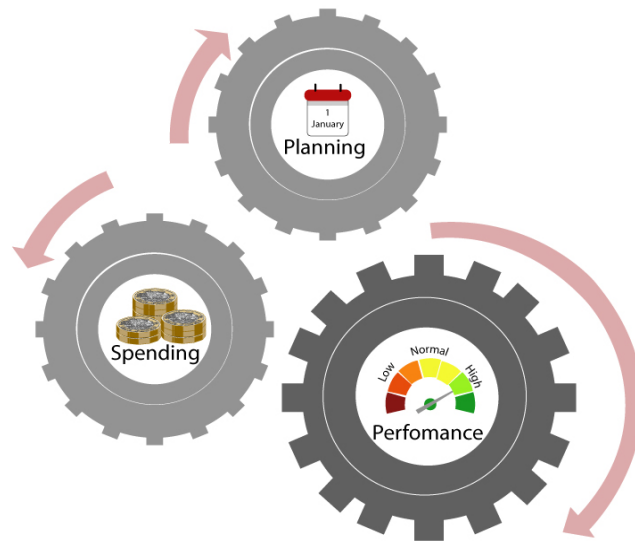 1
January
Planning
Spending
Low
Normal
High
Perfomance